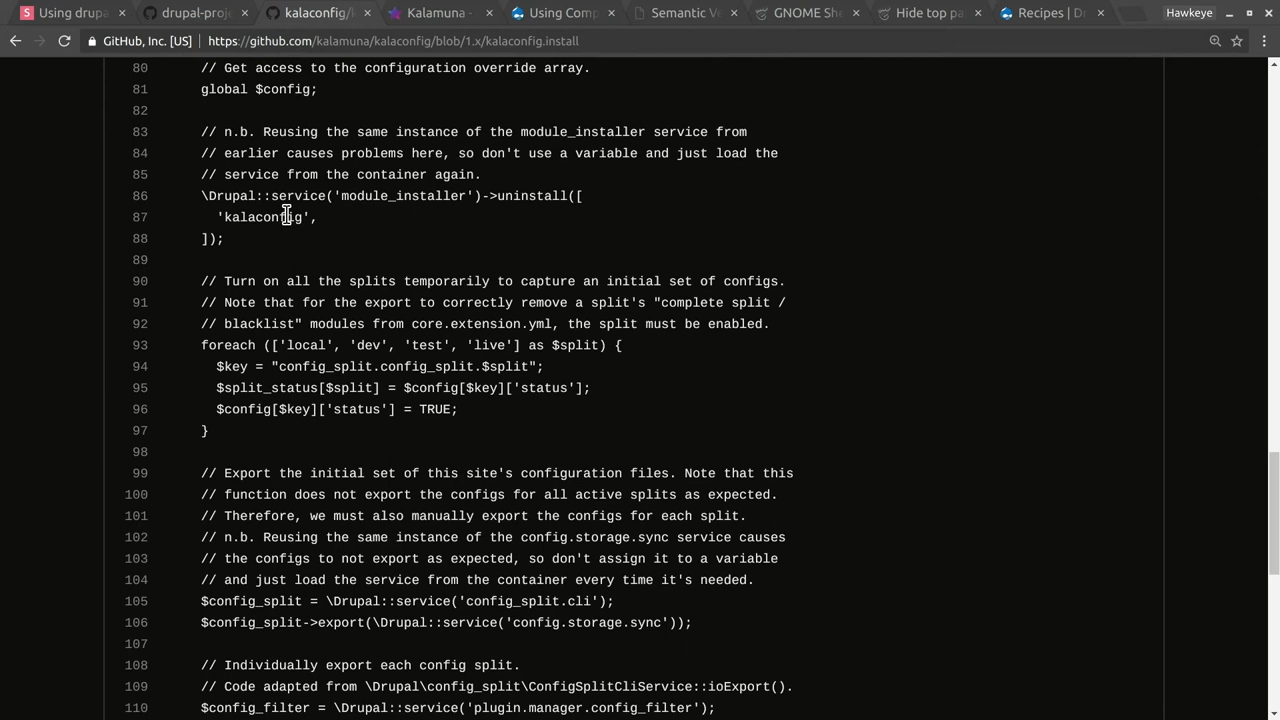 Using drupa
drupal-proj
kalaconfig/k
Kalamuna -
Using Comp
Semantic Ve
GNOME She
Hide top pa
Recipes | Dr
Hawkeye
GitHub, Inc. [US]
https://github.com/kalamuna/kalaconfig/blob/1.x/kalaconfig.install
80 // Get access to the configuration override array.
81 global $config;
82
83 // n.b. Reusing the same instance of the module_installer service from
84 // earlier causes problems here, so don't use a variable and just load the
85 // service from the container again.
86 \Drupal::service('module_installer')->uninstall([
87 'kalaconfig',
88 ]);
89
90 // Turn on all the splits temporarily to capture an initial set of configs.
91 // Note that for the export to correctly remove a split's "complete split /
92 // blacklist" modules from core.extension.yml, the split must be enabled.
93 foreach (['local', 'dev', 'test', 'live'] as $split) {
94 $key = "config_split.config_split.$split";
95 $split_status[$split] = $config[$key]['status'];
96 $config[$key]['status'] = TRUE;
97 }
98
99 // Export the initial set of this site's configuration files. Note that this
100 // function does not export the configs for all active splits as expected.
101 // Therefore, we must also manually export the configs for each split.
102 // n.b. Reusing the same instance of the config.storage.sync service causes
103 // the configs to not export as expected, so don't assign it to a variable
104 // and just load the service from the container every time it's needed.
105 $config_split = \Drupal::service('config_split.cli');
106 $config_split->export(\Drupal::service('config.storage.sync'));
107
108 // Individually export each config split.
109 // Code adapted from \Drupal\config_split\ConfigSplitCliService::ioExport().
110 $config_filter = \Drupal::service('plugin.manager.config_filter');